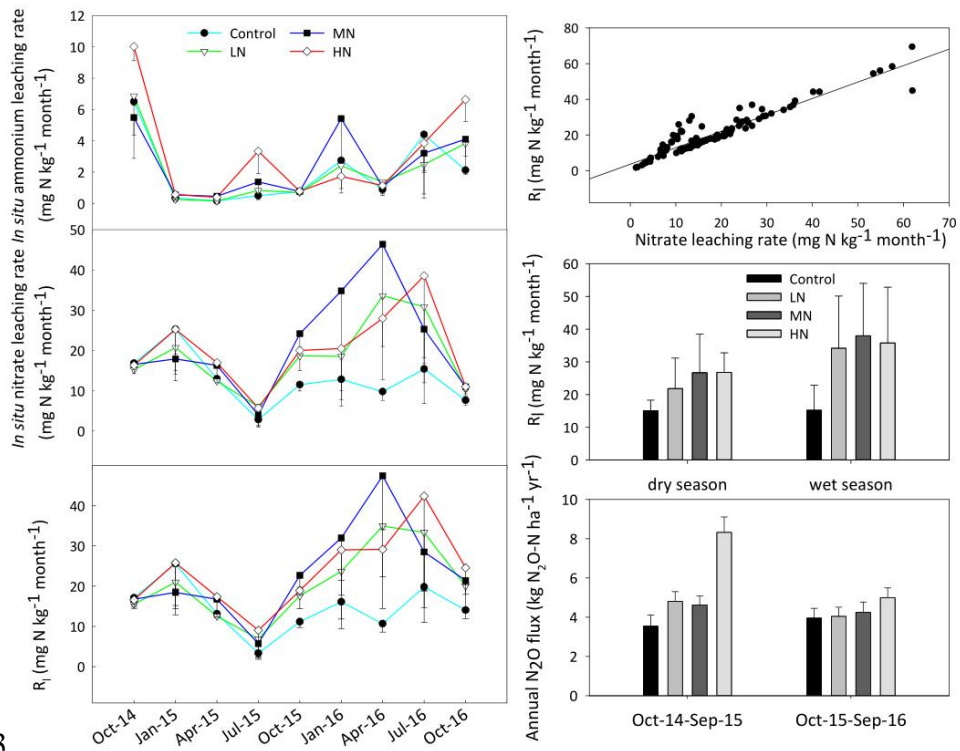 In situ ammonium leaching rate
(mg N kg-1 month-1)
12
10
8
6
4
2
0
Control
MN
LN
HN
In situ nitrate leaching rate
(mg N kg-1 month-1)
50
40
30
20
10
0
RI (mg N kg-1 month-1)
40
30
20
10
0
Oct-14
Jan-15
Apr-15
Jul-15
Oct-15
Jan-16
Apr-16
Jul-16
Oct-16
RI (mg N kg-1 month-1)
80
60
40
20
0
0 10 20 30 40 50 60 70
Nitrate leaching rate (mg N kg-1 month-1)
RI (mg N kg-1 month-1)
60
50
40
30
20
10
0
Control
LN
MN
HN
dry season wet season
Annual N2O flux (kg N2O-N ha-1 yr-1)
10
8
6
4
2
0
Oct-14-Sep-15 Oct-15-Sep-16